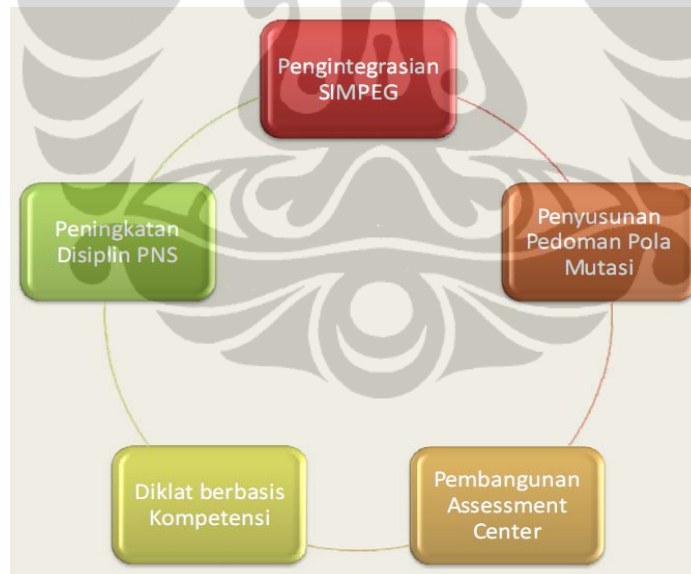 Pengintegrasian
SIMPEG
Penyusunan
Pedoman Pola
Mutasi
Pembangunan
Assessment
Center
Diklat berbasis
Kompetensi
Peningkatan
Disiplin PNS